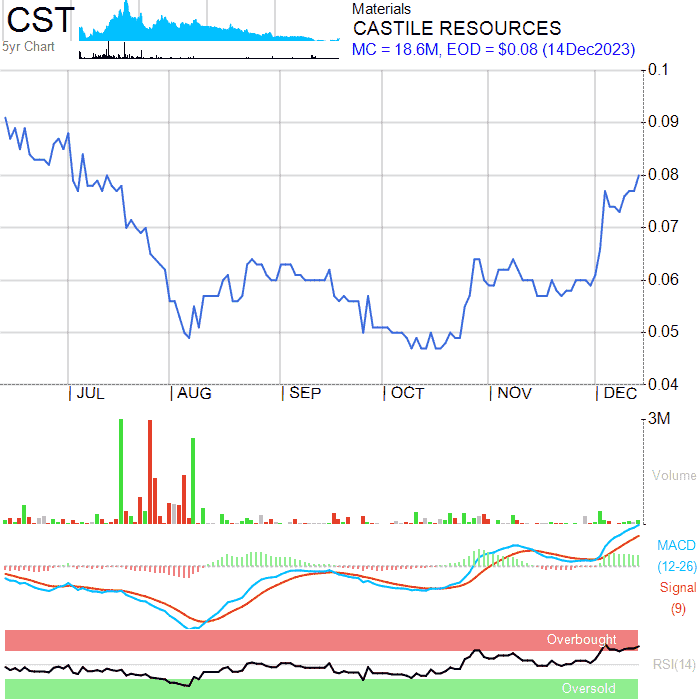 CST
5yr Chart
Materials
CASTILE RESOURCES
MC = 18.6M, EOD = $0.08 (14Dec2023)
0.1
0.09
0.08
0.07
0.06
0.05
0.04
JUL AUG SEP OCT NOV DEC
3M
Volume
MACD
(12-26)
Signal
(9)
Overbought
RSI(14)
Oversold